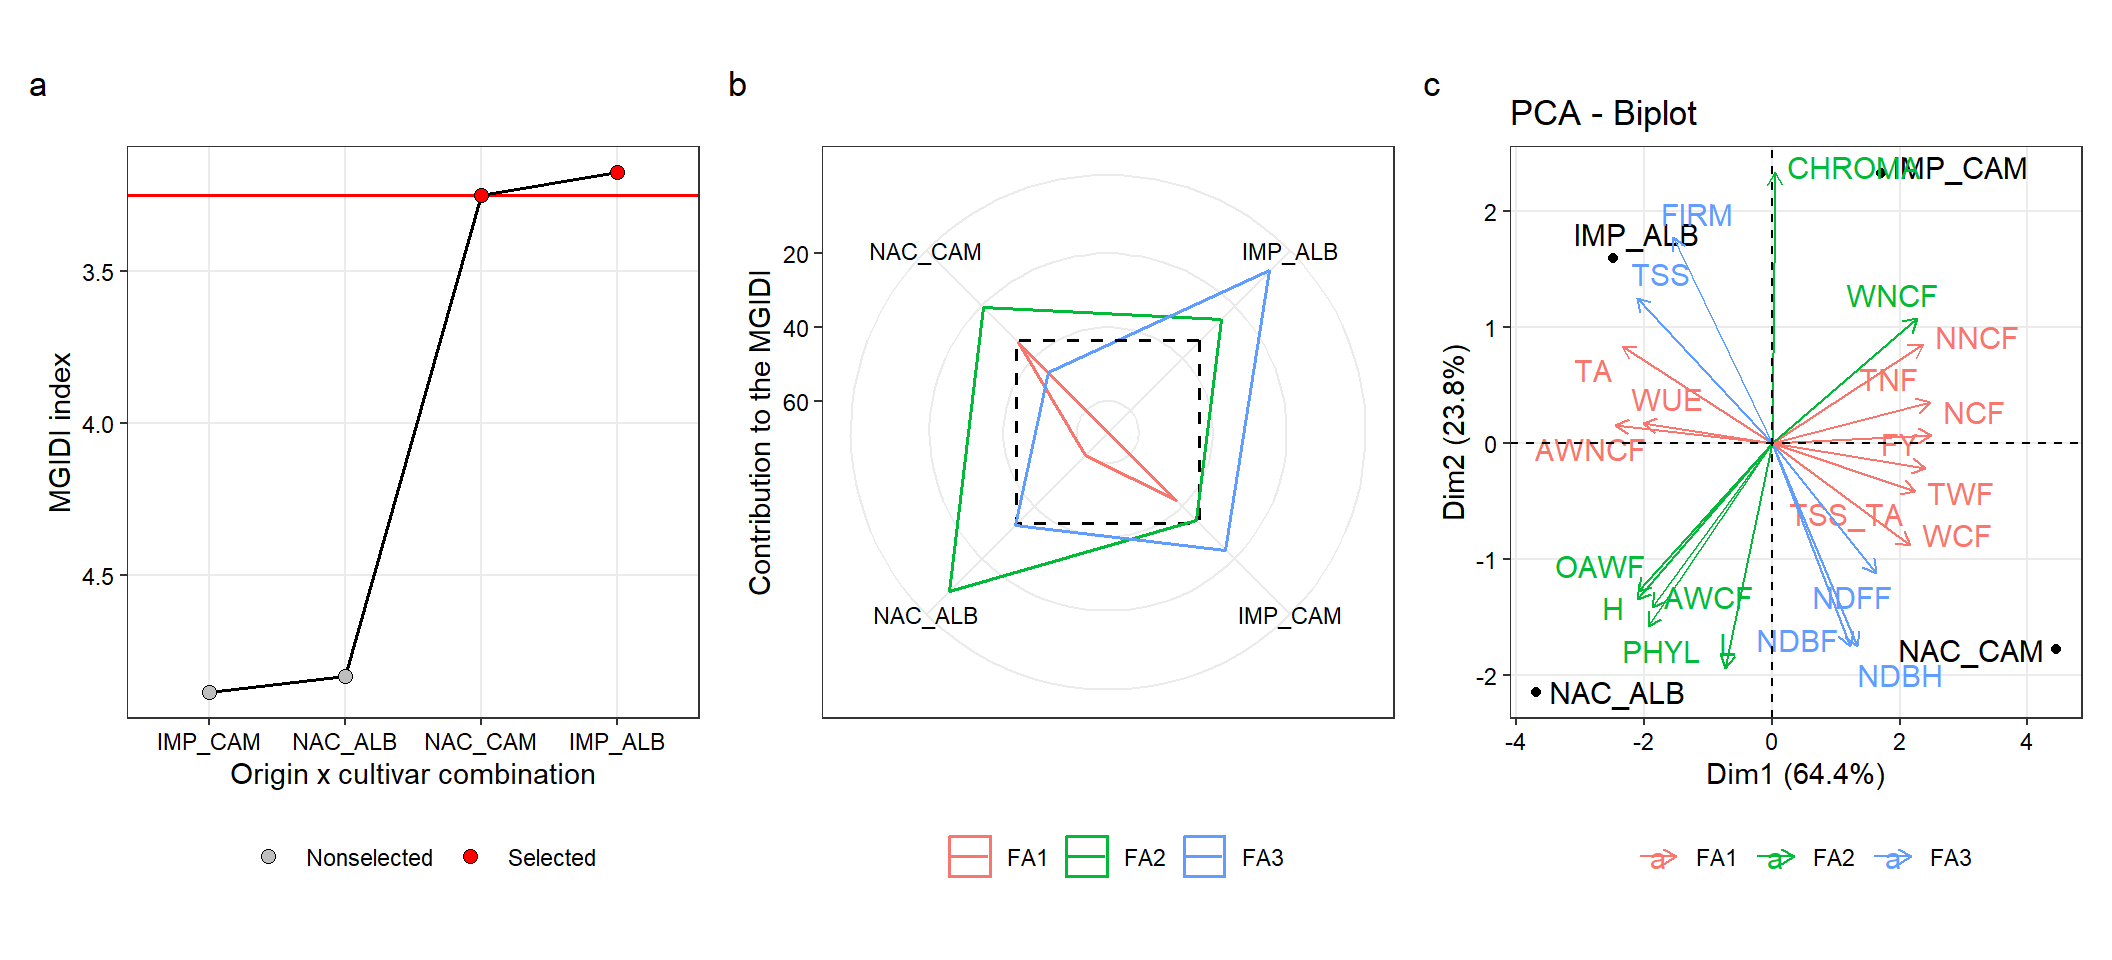 a
MGIDI index
3.5
4.0
4.5
IMP_CAM NAC_ALB NAC_CAM IMP_ALB
Origin x cultivar combination
Nonselected Selected
b
Contribution to the MGIDI
20
40
60
NAC_CAM IMP_ALB
NAC_ALB IMP_CAM
FA1 FA2 FA3
c
PCA - Biplot
Dim2 (23.8%)
2
1
0
-1
-2
CHROMA IMP_CAM
FIRM
IMP_ALB
TSS
WNCF
NNCF
TA TNF
WUE NCF
AWNCF FY
TWF
TSS_TA
WCF
OAWF
H AWCF NDFF
PHYL L NDBF NAC_CAM
NDBH
NAC_ALB
-4 -2 0 2 4
Dim1 (64.4%)
a FA1 a FA2 a FA3